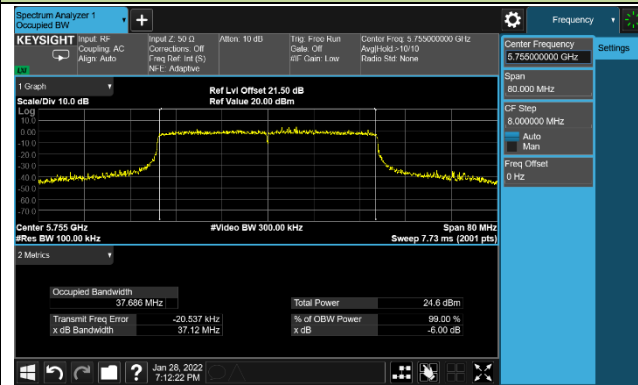 Spectrum Analyzer 1
Occupied BW
Frequency
KEYSIGHT
Input: RF
Coupling: AC
Align: Auto
Input Z: 50 Ω
Corrections: Off
Freq Ref: Int (S)
NFE: Adaptive
Atten: 10 dB
Trig: Free Run
Gate: Off
#IF Gain: Low
Center Freq: 5.755000000 GHz
Avg|Hold:>10/10
Radio Std: None
Center Frequency
5.755000000 GHz
Settings
Span
80.000 MHz
CF Step
8.000000 MHz
Auto
Man
Freq Offset
0 Hz
1 Graph
Scale/Div 10.0 dB
Ref Lvl Offset 21.50 dB
Ref Value 20.00 dBm
Log
10.0
0.00
-10.0
-20.0
-30.0
-40.0
-50.0
-60.0
-70.0
Center 5.755 GHz
#Res BW 100.00 kHz
#Video BW 300.00 kHz
Span 80 MHz
Sweep 7.73 ms (2001 pts)
2 Metrics
Occupied Bandwidth
37.686 MHz
Total Power
24.6 dBm
Transmit Freq Error
-20.537 kHz
% of OBW Power
99.00 %
x dB Bandwidth
37.12 MHz
x dB
-6.00 dB
Jan 28, 2022
7:12:22 PM